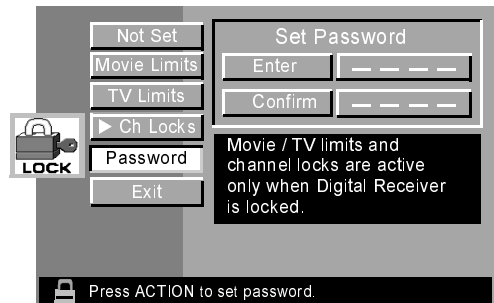 Not Set
Movie Limits
TV Limits
▶ Ch Locks
Password
Exit
LOCK
Set Password
Enter _ _ _ _
Confirm _ _ _ _
Movie / TV limits and
channel locks are active
only when Digital Receiver
is locked.
Press ACTION to set password.